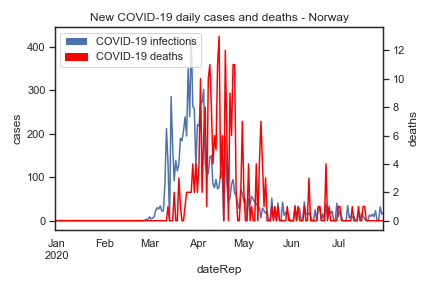 New COVID-19 daily cases and deaths - Norway
COVID-19 infections
COVID-19 deaths
400
300
200
100
0
cases
12
10
8
6
4
2
0
deaths
Jan Feb Mar Apr May Jun Jul
2020
dateRep